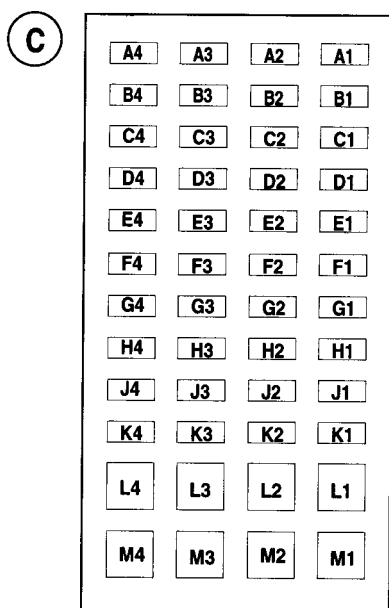 C
A4 A3 A2 A1
B4 B3 B2 B1
C4 C3 C2 C1
D4 D3 D2 D1
E4 E3 E2 E1
F4 F3 F2 F1
G4 G3 G2 G1
H4 H3 H2 H1
J4 J3 J2 J1
K4 K3 K2 K1
L4 L3 L2 L1
M4 M3 M2 M1